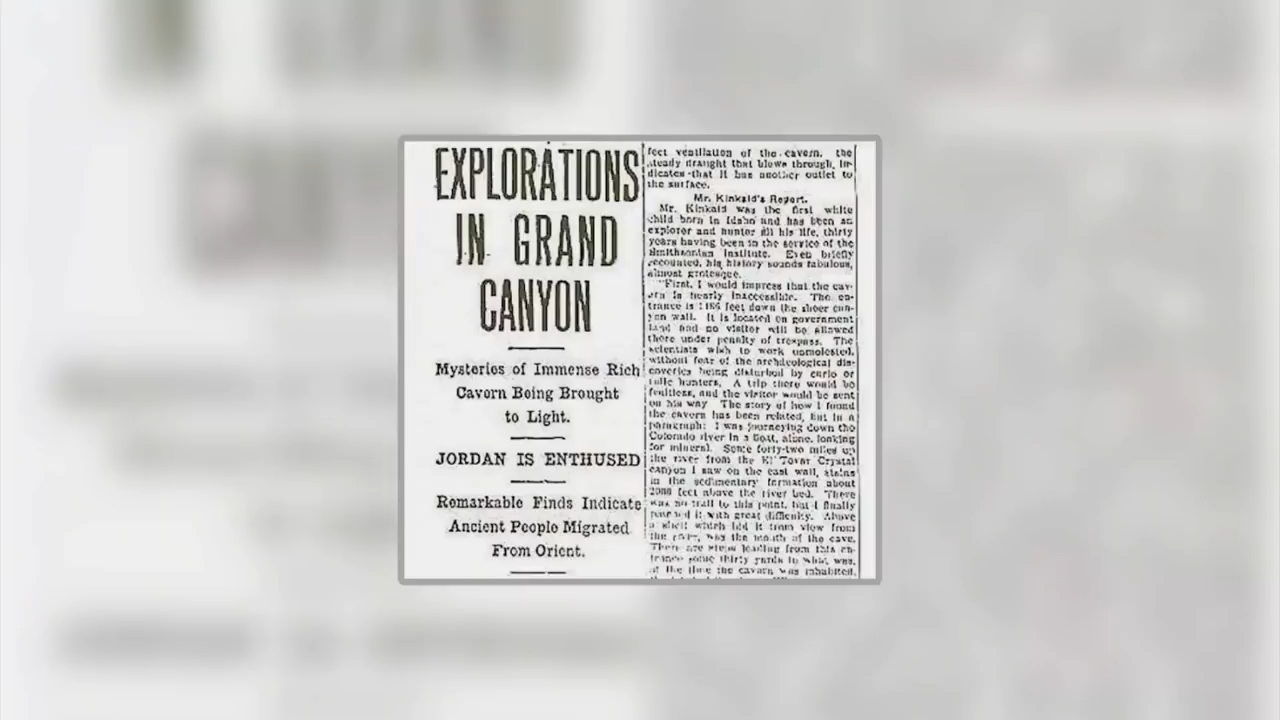 EXPLORATIONS
IN GRAND
CANYON
Mysteries of Immense Rich
Cavern Being Brought
to Light.
JORDAN IS ENTHUSED
Remarkable Finds Indicate
Ancient People Migrated
From Orient.
fect ventilation of the cavern, the
steady draught that blows through, in-
dicates that it has another outlet to
the surface.
Mr. Kinkaid's Report.
Mr. Kinkaid was the first white
child born in Idaho and has been an
explorer and hunter all his life, thirty
years having been in the service of the
Smithsonian Institute. Even briefly
recounted, his history sounds fabulous,
almost grotesque.
"First, I would impress that the cav-
ern is nearly inaccessible. The en-
trance is 1486 feet down the sheer can-
yon wall. It is located on government
land and no visitor will be allowed
there under penalty of trespass. The
scientists wish to work unmolested,
without fear of the archeological dis-
coveries being disturbed by curio or
relic hunters. A trip there would be
fruitless, and the visitor would be sent
on his way. The story of how I found
the cavern has been related, but in a
paragraph: I was journeying down the
Colorado river in a boat, alone, looking
for mineral. Some forty-two miles up
the river from the El Tovar Crystal
canyon I saw on the east wall, stains
in the sedimentary formation about
2000 feet above the river bed. There
was no trail to this point, but I finally
reached it with great difficulty. Above
a shelf which hid it from view from
the river, was the mouth of the cave.
There are steps leading from this en-
trance some thirty yards to what was,
at the time the cavern was inhabited,